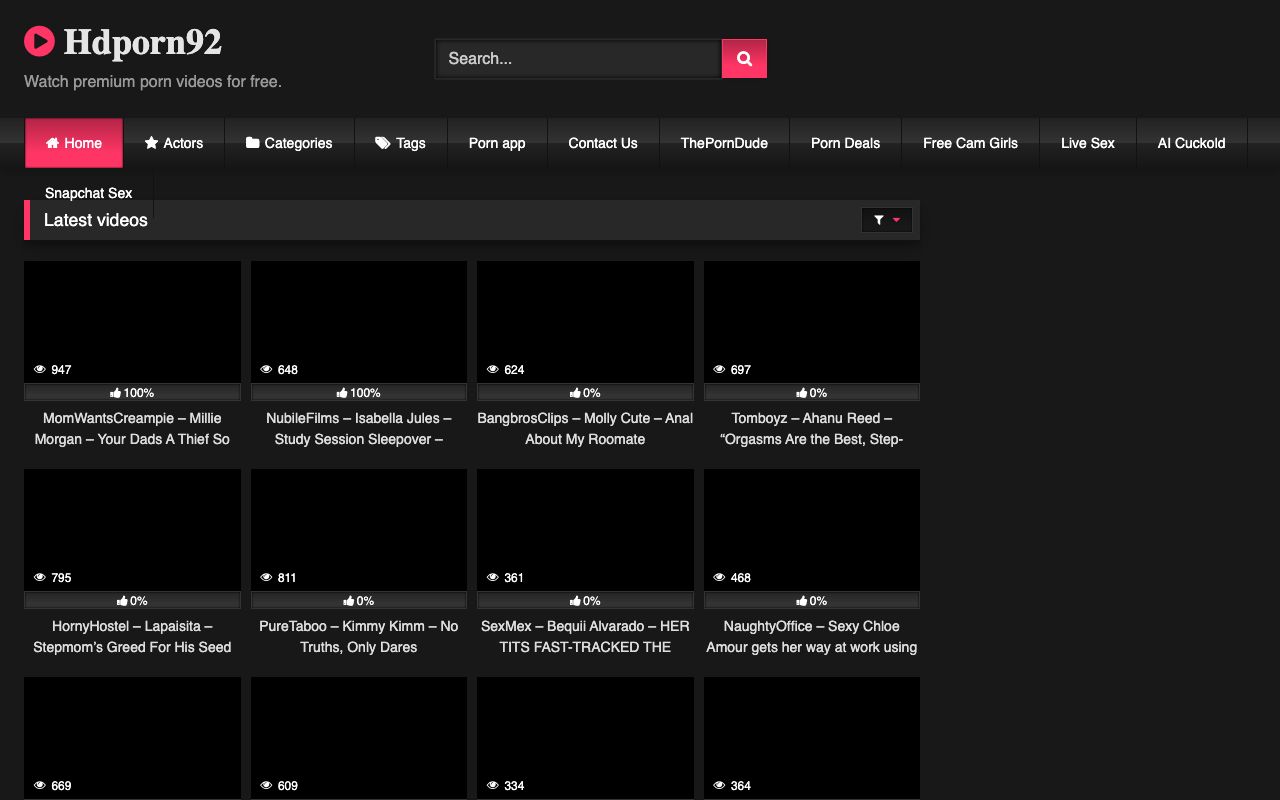 Hdporn92
Watch premium porn videos for free.
Search...
Home
Actors
Categories
Tags
Porn app
Contact Us
ThePornDude
Porn Deals
Free Cam Girls
Live Sex
AI Cuckold
Snapchat Sex
Latest videos
947
648
624
697
100%
100%
0%
0%
MomWantsCreampie – Millie
Morgan – Your Dads A Thief So
NubileFilms – Isabella Jules –
Study Session Sleepover –
BangbrosClips – Molly Cute – Anal
About My Roomate
Tomboyz – Ahanu Reed –
“Orgasms Are the Best, Step-
795
811
361
468
0%
0%
0%
0%
HornyHostel – Lapaisita –
Stepmom’s Greed For His Seed
PureTaboo – Kimmy Kimm – No
Truths, Only Dares
SexMex – Bequii Alvarado – HER
TITS FAST-TRACKED THE
NaughtyOffice – Sexy Chloe
Amour gets her way at work using
669
609
334
364